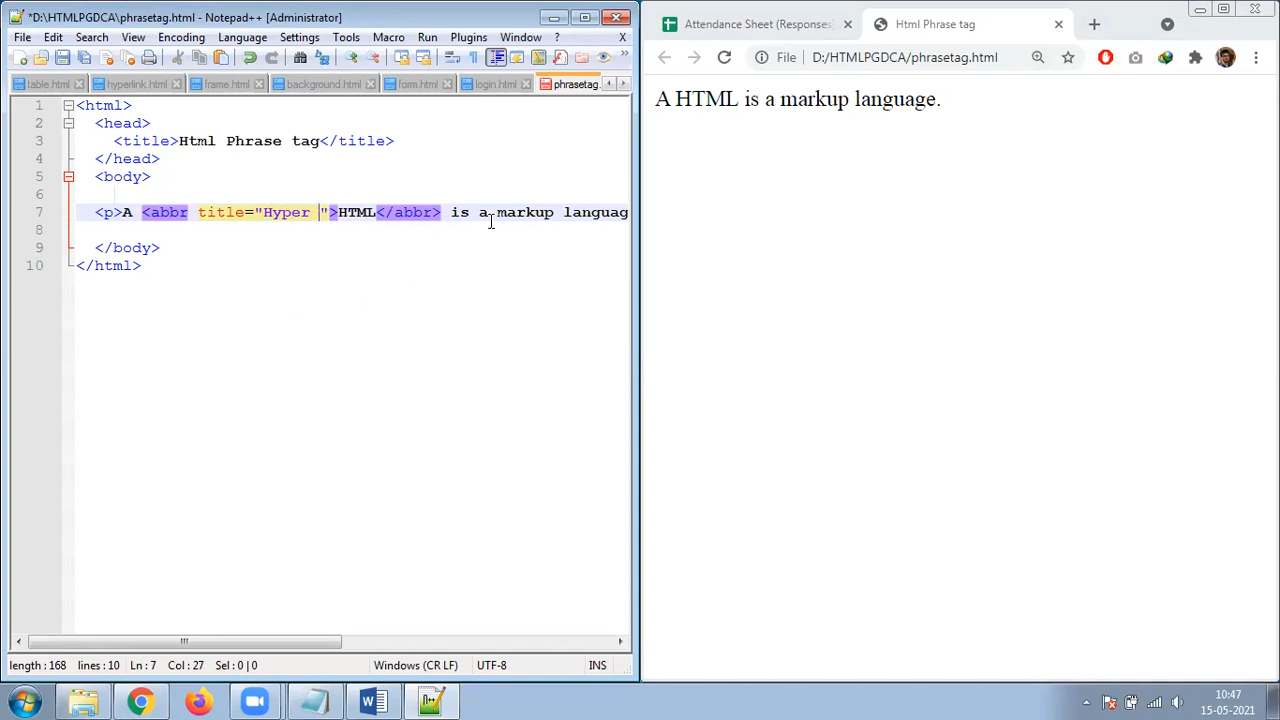 *D:\HTMLPGDCA\phrasetag.html - Notepad++ [Administrator]
File Edit Search View Encoding Language Settings Tools Macro Run Plugins Window ? X
table.html hyperlink.html frame.html background.html form.html login.html phrasetag.
1 <html>
2 <head>
3 <title>Html Phrase tag</title>
4 </head>
5 <body>
6
7 <p>A <abbr title="Hyper ">HTML</abbr> is a markup languag
8
9 </body>
10 </html>
length : 168 lines : 10 Ln : 7 Col : 27 Sel : 0 | 0 Windows (CR LF) UTF-8 INS
Attendance Sheet (Responses) Html Phrase tag
File D:/HTMLPGDCA/phrasetag.html
A HTML is a markup language.
10:47
15-05-2021